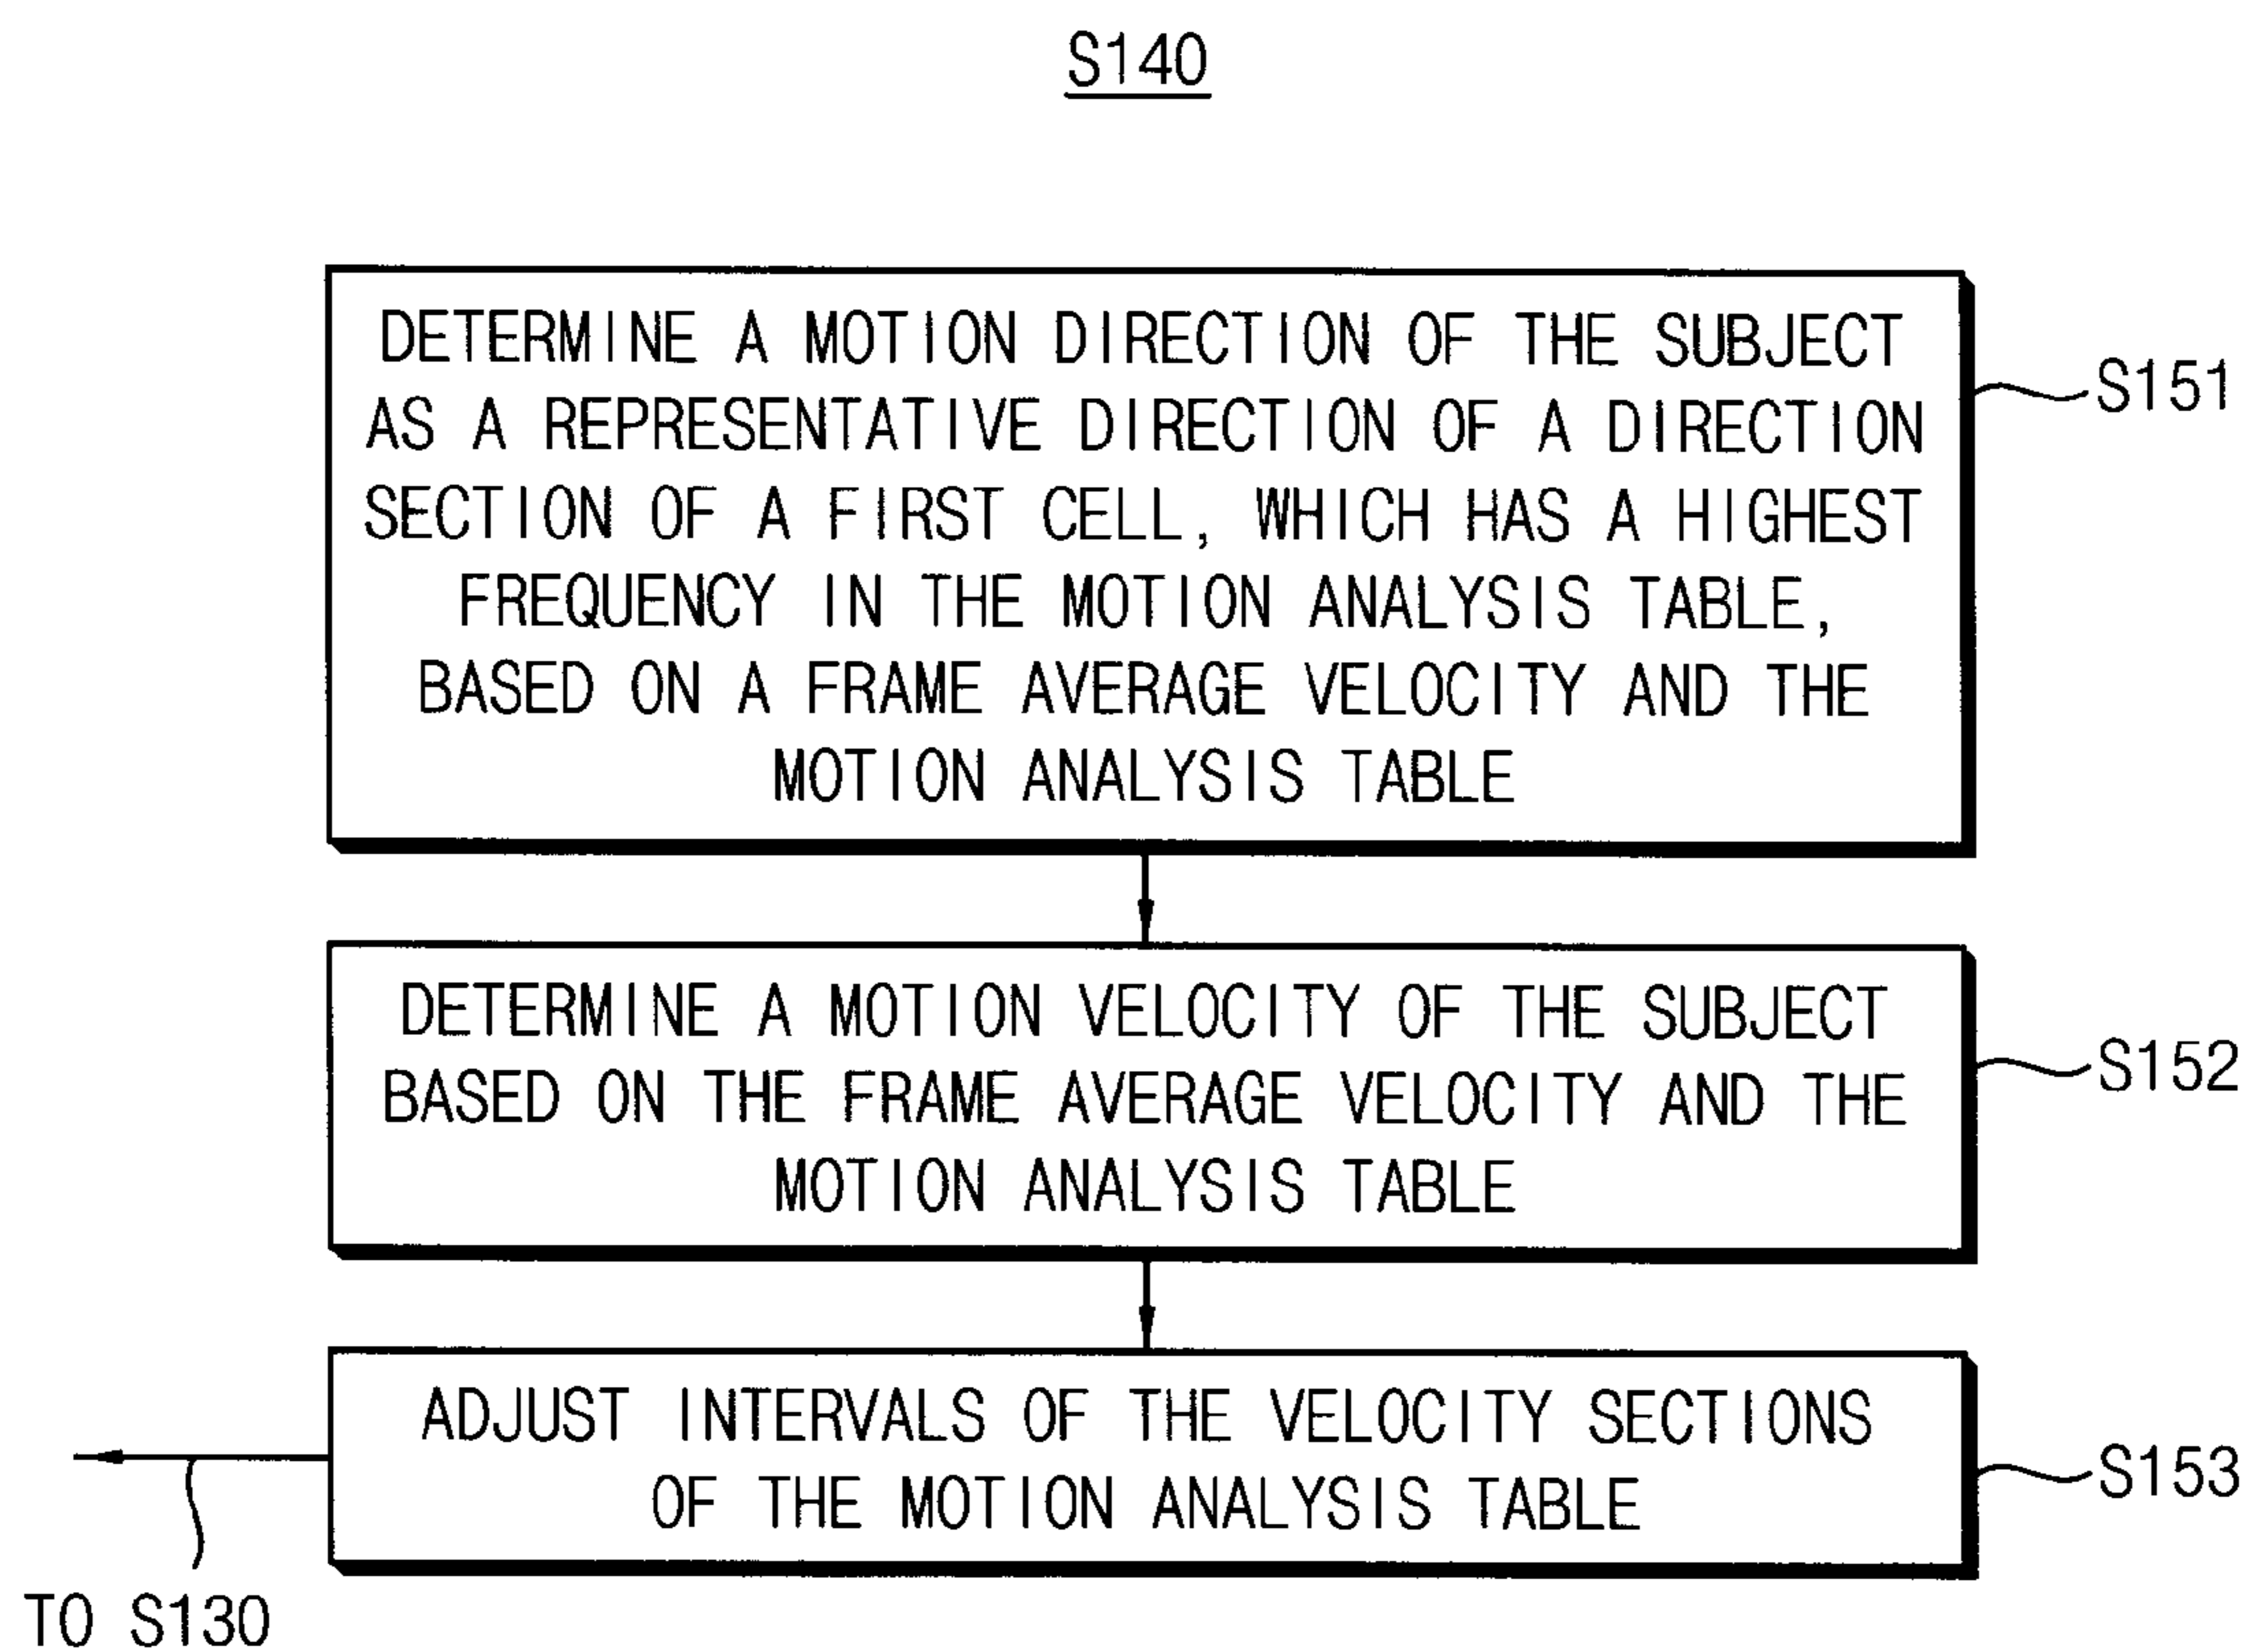 S140
DETERMINE A MOTION DIRECTION OF THE SUBJECT
AS A REPRESENTATIVE DIRECTION OF A DIRECTION
SECTION OF A FIRST CELL, WHICH HAS A HIGHEST
FREQUENCY IN THE MOTION ANALYSIS TABLE,
BASED ON A FRAME AVERAGE VELOCITY AND THE
MOTION ANALYSIS TABLE
S151
DETERMINE A MOTION VELOCITY OF THE SUBJECT
BASED ON THE FRAME AVERAGE VELOCITY AND THE
MOTION ANALYSIS TABLE
S152
ADJUST INTERVALS OF THE VELOCITY SECTIONS
OF THE MOTION ANALYSIS TABLE
S153
TO S130